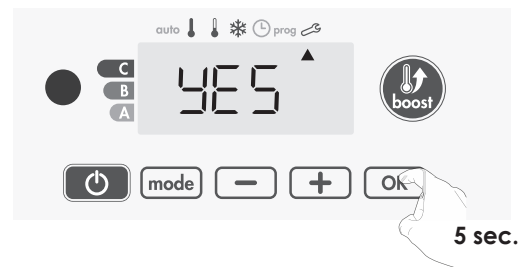 auto prog
C
B
A
YES
boost
mode − + OK
5 sec.